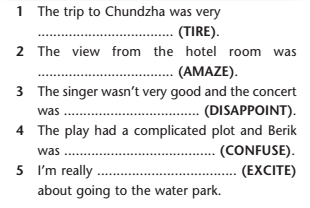 1 The trip to Chundzha was very
.................................. (TIRE).
2 The view from the hotel room was
.................................. (AMAZE).
3 The singer wasn't very good and the concert
was .................................. (DISAPPOINT).
4 The play had a complicated plot and Berik
was ...................................... (CONFUSE).
5 I'm really ................................... (EXCITE)
about going to the water park.